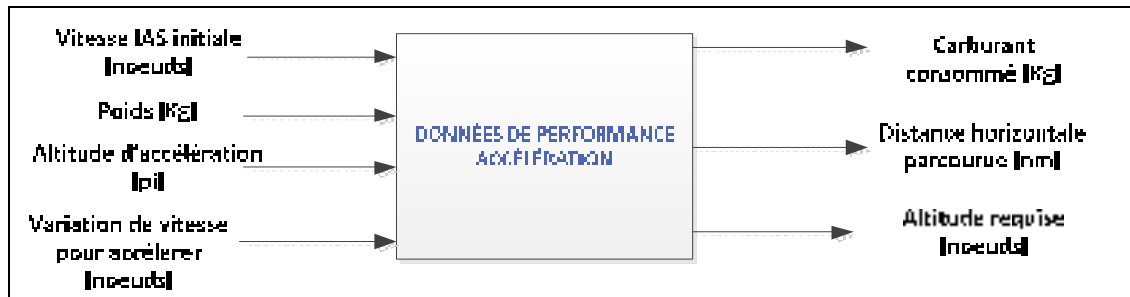 Vitesse IAS initiale
[noeuds]
Poids [Kg]
Altitude d'accélération
[pi]
Variation de vitesse
pour accélerer
[noeuds]
DONNÉES DE PERFORMANCE
ACCÉLÉRATION
Carburant
consommé [Kg]
Distance horizontale
parcourue [nm]
Altitude requise
[noeuds]